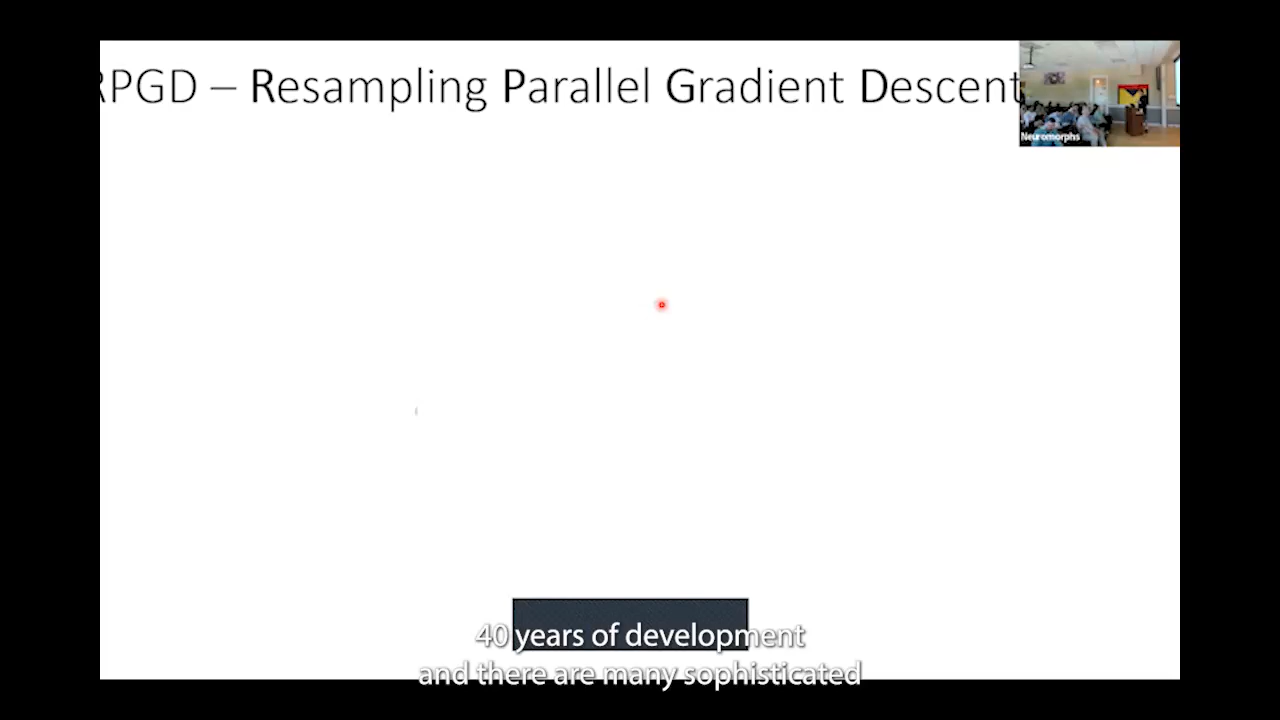 RPGD – Resampling Parallel Gradient Descent
Neuromorphs
40 years of development
and there are many sophisticated